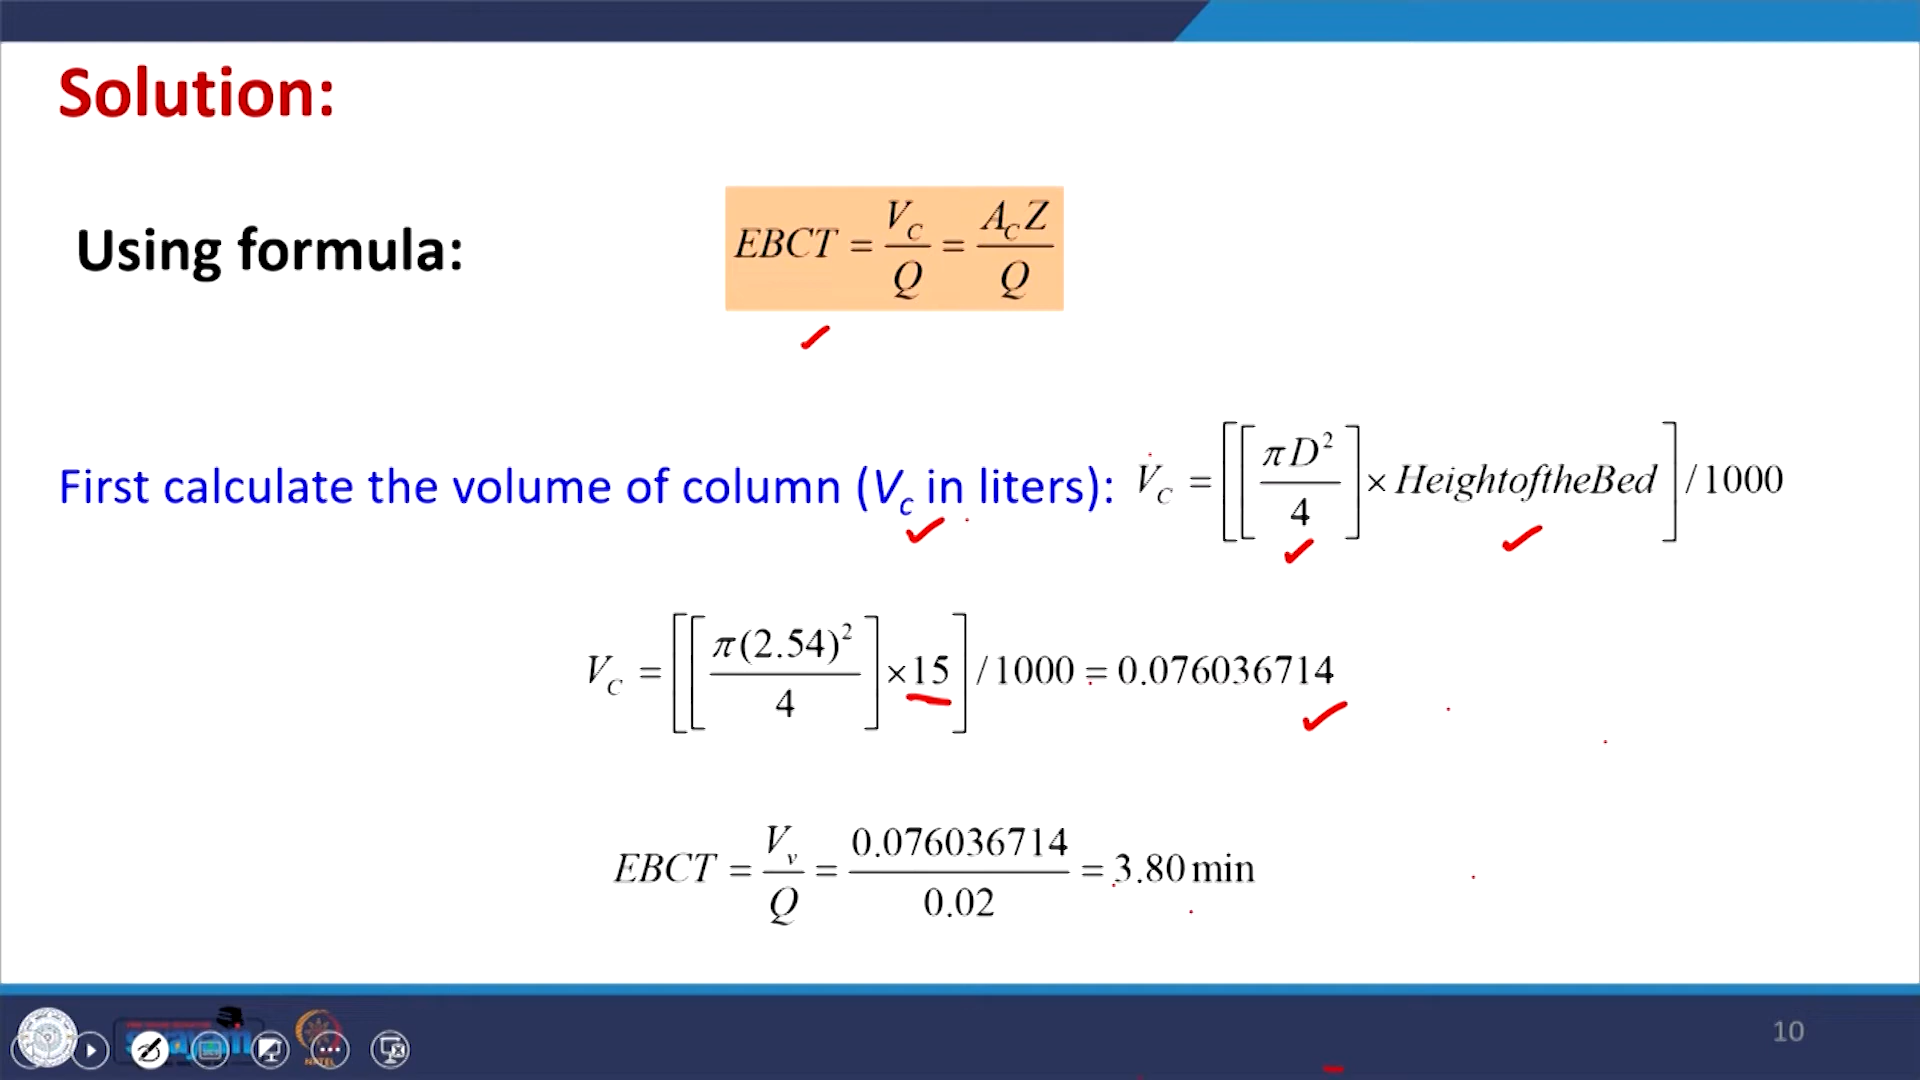 Solution:
Using formula:
EBCT = V_C / Q = A_C Z / Q
First calculate the volume of column (V_c in liters): V_C = [[πD² / 4] × HeightoftheBed] / 1000
V_C = [[π(2.54)² / 4] × 15] / 1000 = 0.076036714
EBCT = V_v / Q = 0.076036714 / 0.02 = 3.80 min
10